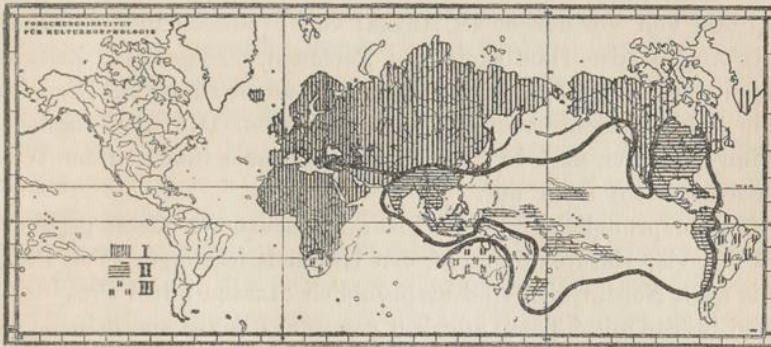 FORSCHUNGSINSTITUT
FÜR KULTURMORPHOLOGIE
I
II
III